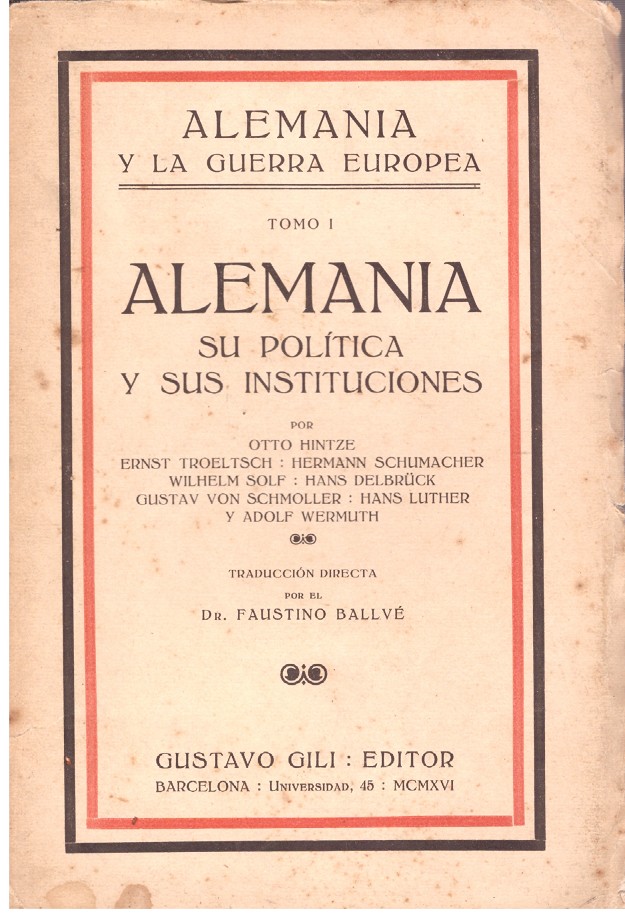 ALEMANIA
Y LA GUERRA EUROPEA
TOMO I
ALEMANIA
SU POLÍTICA
Y SUS INSTITUCIONES
POR
OTTO HINTZE
ERNST TROELTSCH : HERMANN SCHUMACHER
WILHELM SOLF : HANS DELBRÜCK
GUSTAV VON SCHMOLLER : HANS LUTHER
Y ADOLF WERMUTH
TRADUCCIÓN DIRECTA
POR EL
DR. FAUSTINO BALLVÉ
GUSTAVO GILI : EDITOR
BARCELONA : UNIVERSIDAD, 45 : MCMXVI